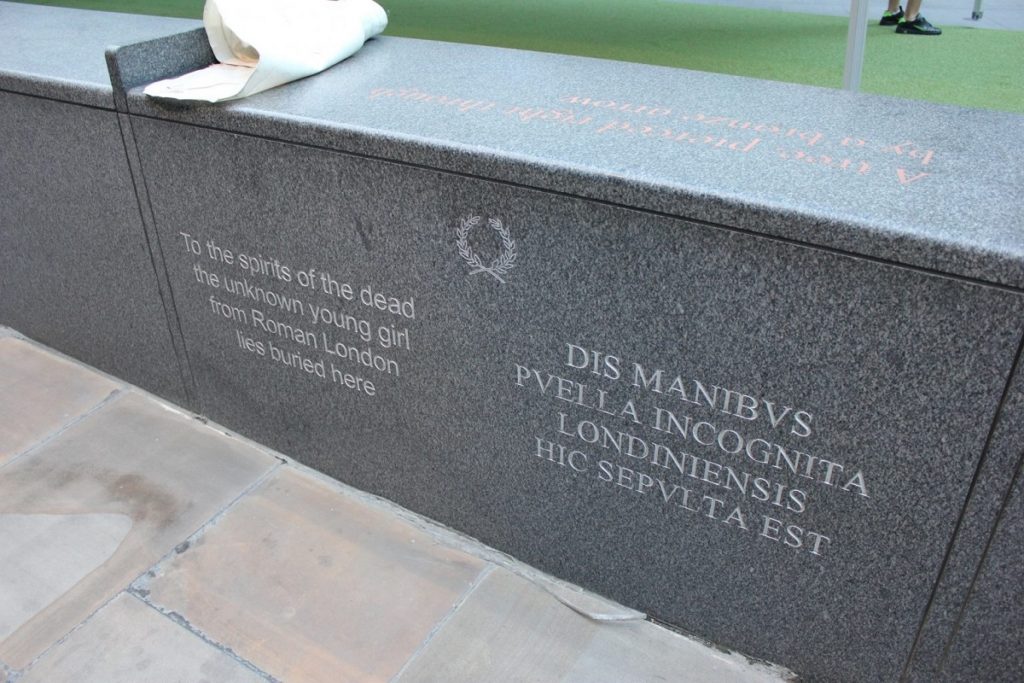 A tree pierced right through
by a bronze arrow
To the spirits of the dead
the unknown young girl
from Roman London
lies buried here
DIS MANIBVS
PVELLA INCOGNITA
LONDINIENSIS
HIC SEPVLTA EST